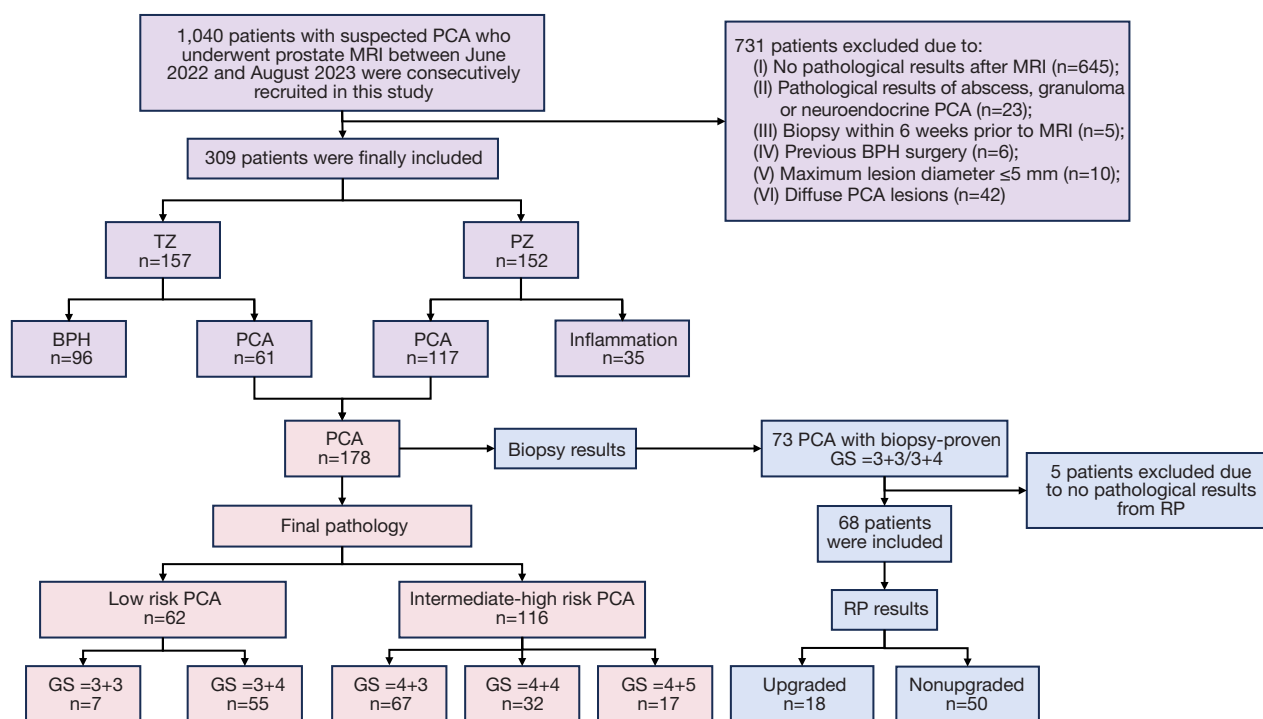 1,040 patients with suspected PCA who
underwent prostate MRI between June
2022 and August 2023 were consecutively
recruited in this study
731 patients excluded due to:
(I) No pathological results after MRI (n=645);
(II) Pathological results of abscess, granuloma
or neuroendocrine PCA (n=23);
(III) Biopsy within 6 weeks prior to MRI (n=5);
(IV) Previous BPH surgery (n=6);
(V) Maximum lesion diameter ≤5 mm (n=10);
(VI) Diffuse PCA lesions (n=42)
309 patients were finally included
TZ
n=157
PZ
n=152
BPH
n=96
PCA
n=61
PCA
n=117
Inflammation
n=35
PCA
n=178
Biopsy results
73 PCA with biopsy-proven
GS =3+3/3+4
5 patients excluded due
to no pathological results
from RP
68 patients
were included
Final pathology
Low risk PCA
n=62
Intermediate-high risk PCA
n=116
RP results
GS =3+3
n=7
GS =3+4
n=55
GS =4+3
n=67
GS =4+4
n=32
GS =4+5
n=17
Upgraded
n=18
Nonupgraded
n=50